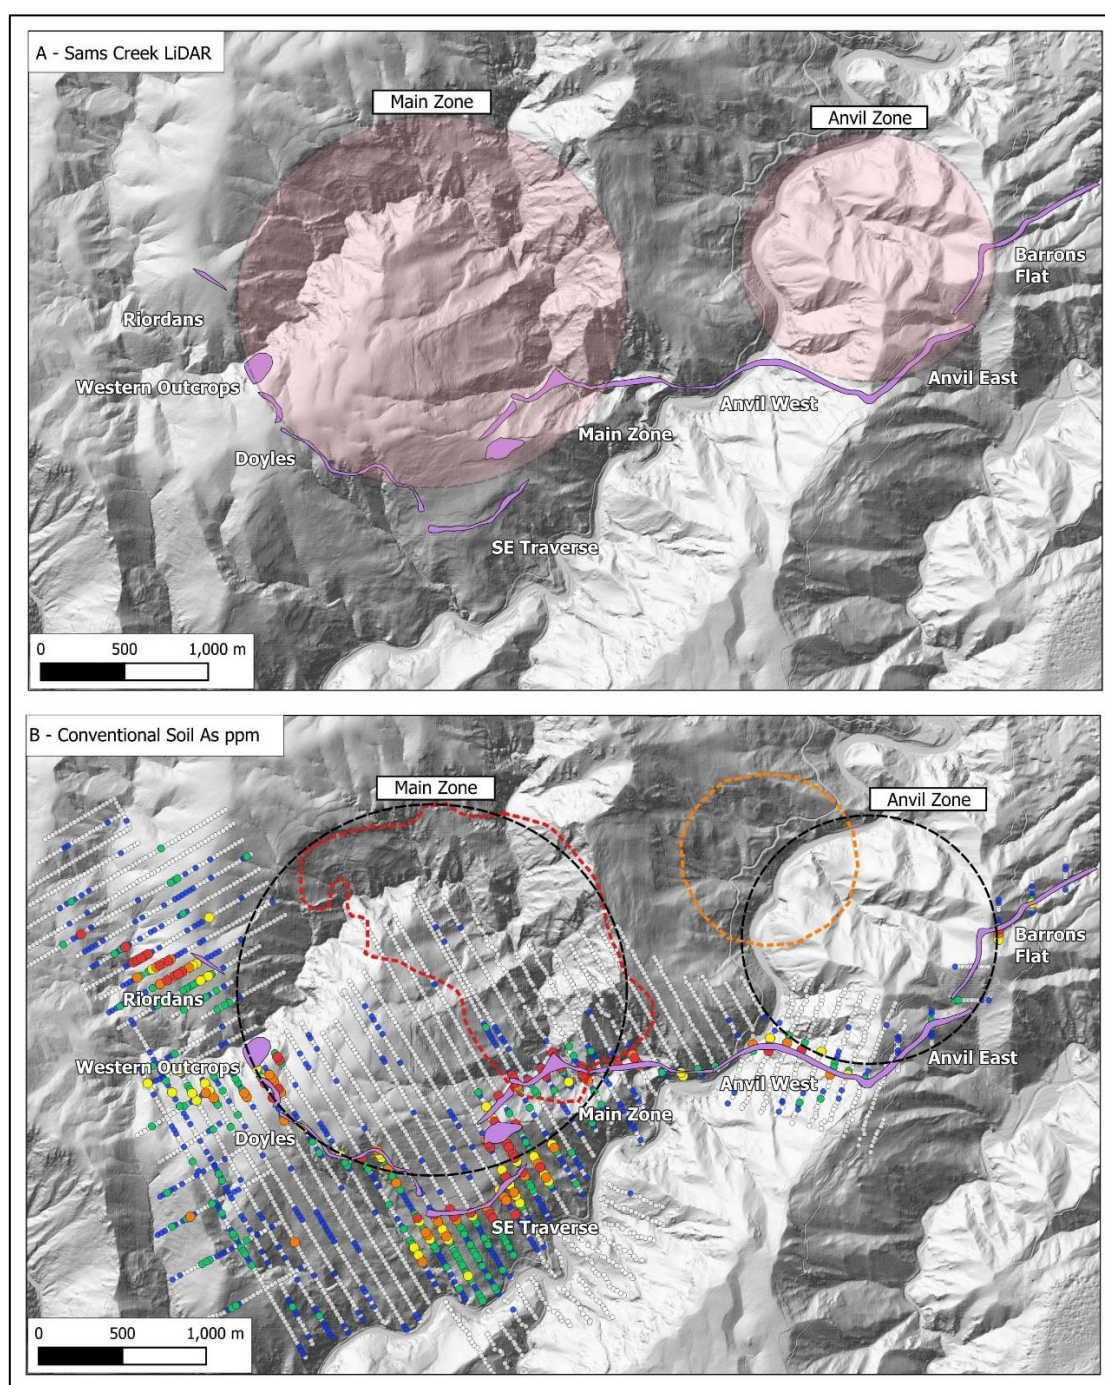 A - Sams Creek LiDAR
Main Zone
Anvil Zone
Barrons
Flat
Riordans
Western Outcrops
Anvil East
Anvil West
Main Zone
Doyles
SE Traverse
0 500 1,000 m
B - Conventional Soil As ppm
Main Zone
Anvil Zone
Barrons
Flat
Riordans
Western Outcrops
Anvil East
Anvil West
Main Zone
Doyles
SE Traverse
0 500 1,000 m